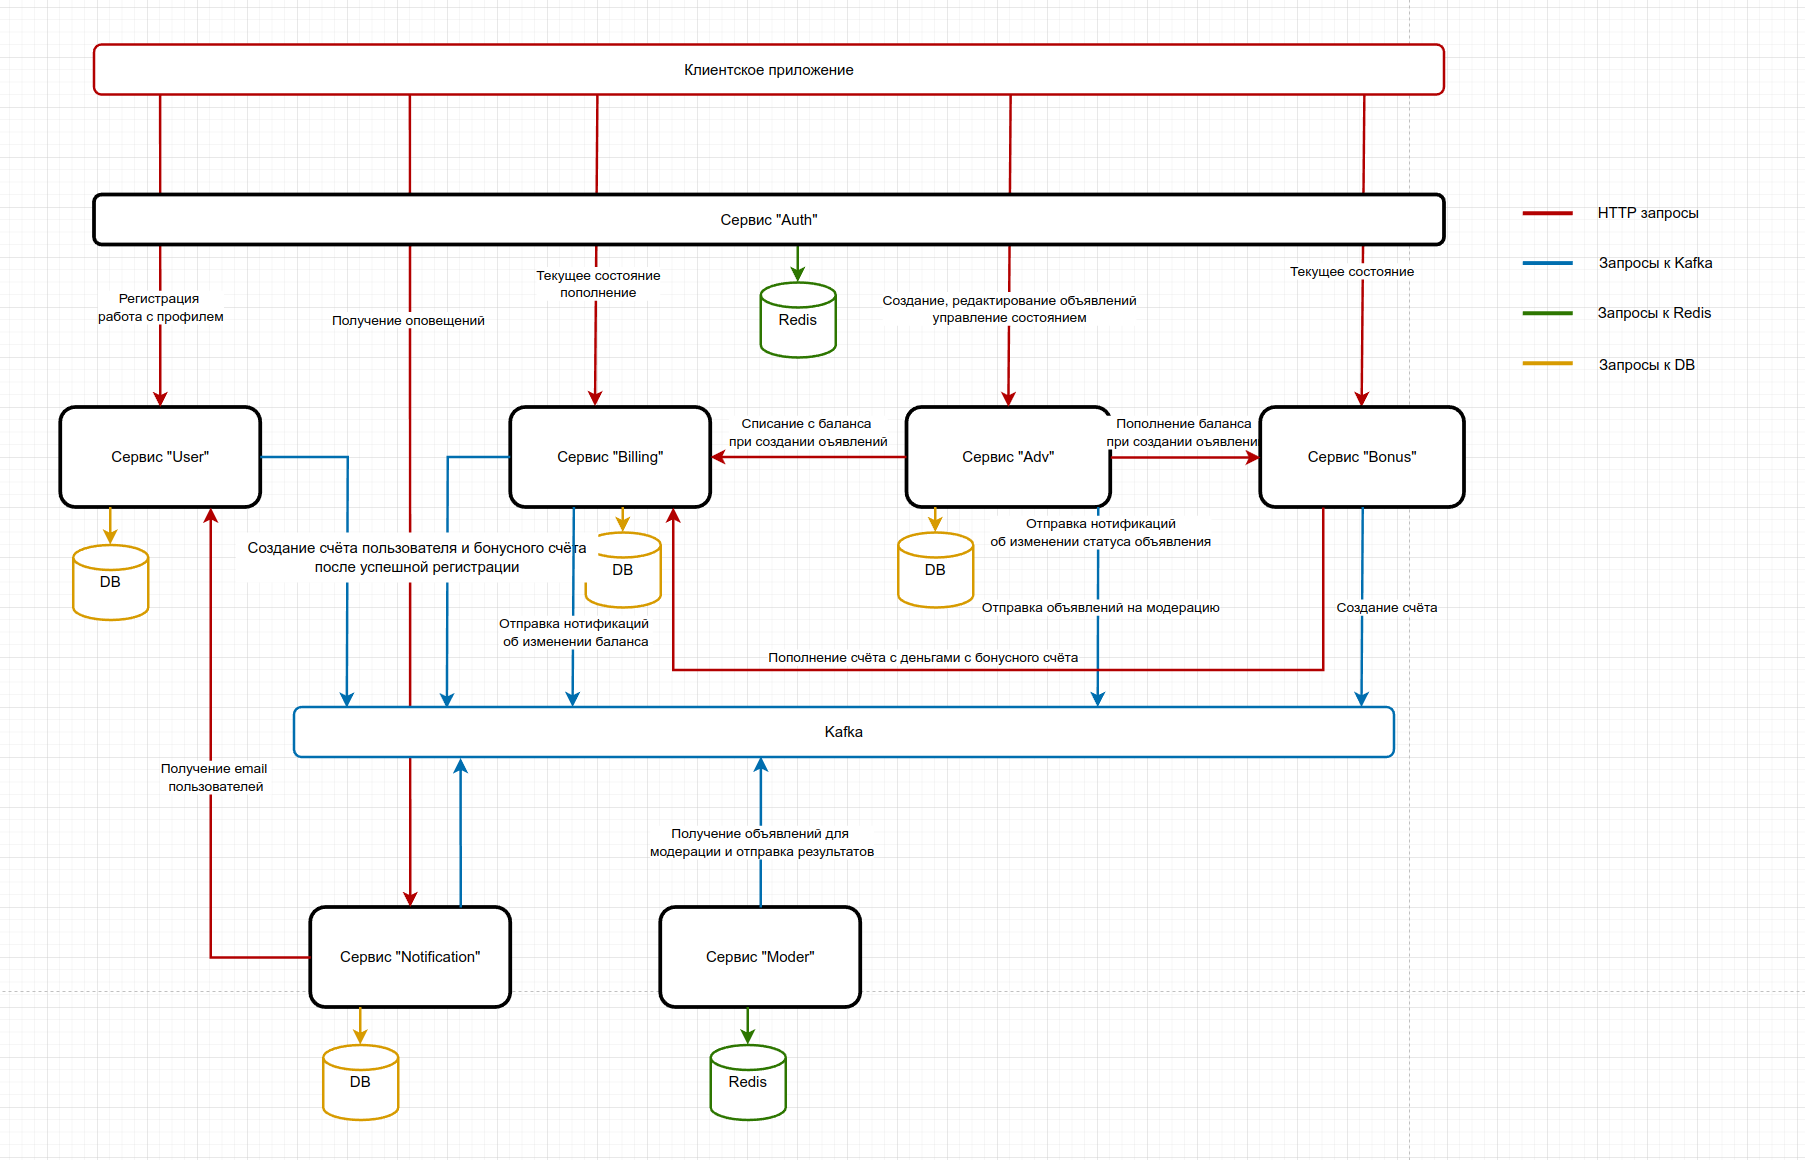 Клиентское приложение
Сервис "Auth"
HTTP запросы
Запросы к Kafka
Запросы к Redis
Запросы к DB
Регистрация
работа с профилем
Получение оповещений
Текущее состояние
пополнение
Redis
Создание, редактирование объявлений
управление состоянием
Текущее состояние
Сервис "User"
Сервис "Billing"
Списание с баланса
при создании оъявлений
Сервис "Adv"
Пополнение баланса
при создании оъявлени
Сервис "Bonus"
DB
Создание счёта пользователя и бонусного счёта
после успешной регистрации
DB
DB
Отправка нотификаций
об изменении статуса объявления
Отправка нотификаций
об изменении баланса
Отправка объявлений на модерацию
Создание счёта
Пополнение счёта с деньгами с бонусного счёта
Kafka
Получение email
пользователей
Получение объявлений для
модерации и отправка результатов
Сервис "Notification"
Сервис "Moder"
DB
Redis